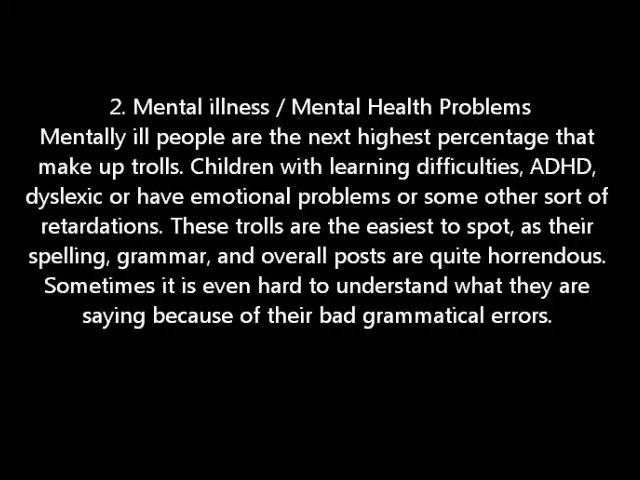 2. Mental illness / Mental Health Problems
Mentally ill people are the next highest percentage that
make up trolls. Children with learning difficulties, ADHD,
dyslexic or have emotional problems or some other sort of
retardations. These trolls are the easiest to spot, as their
spelling, grammar, and overall posts are quite horrendous.
Sometimes it is even hard to understand what they are
saying because of their bad grammatical errors.